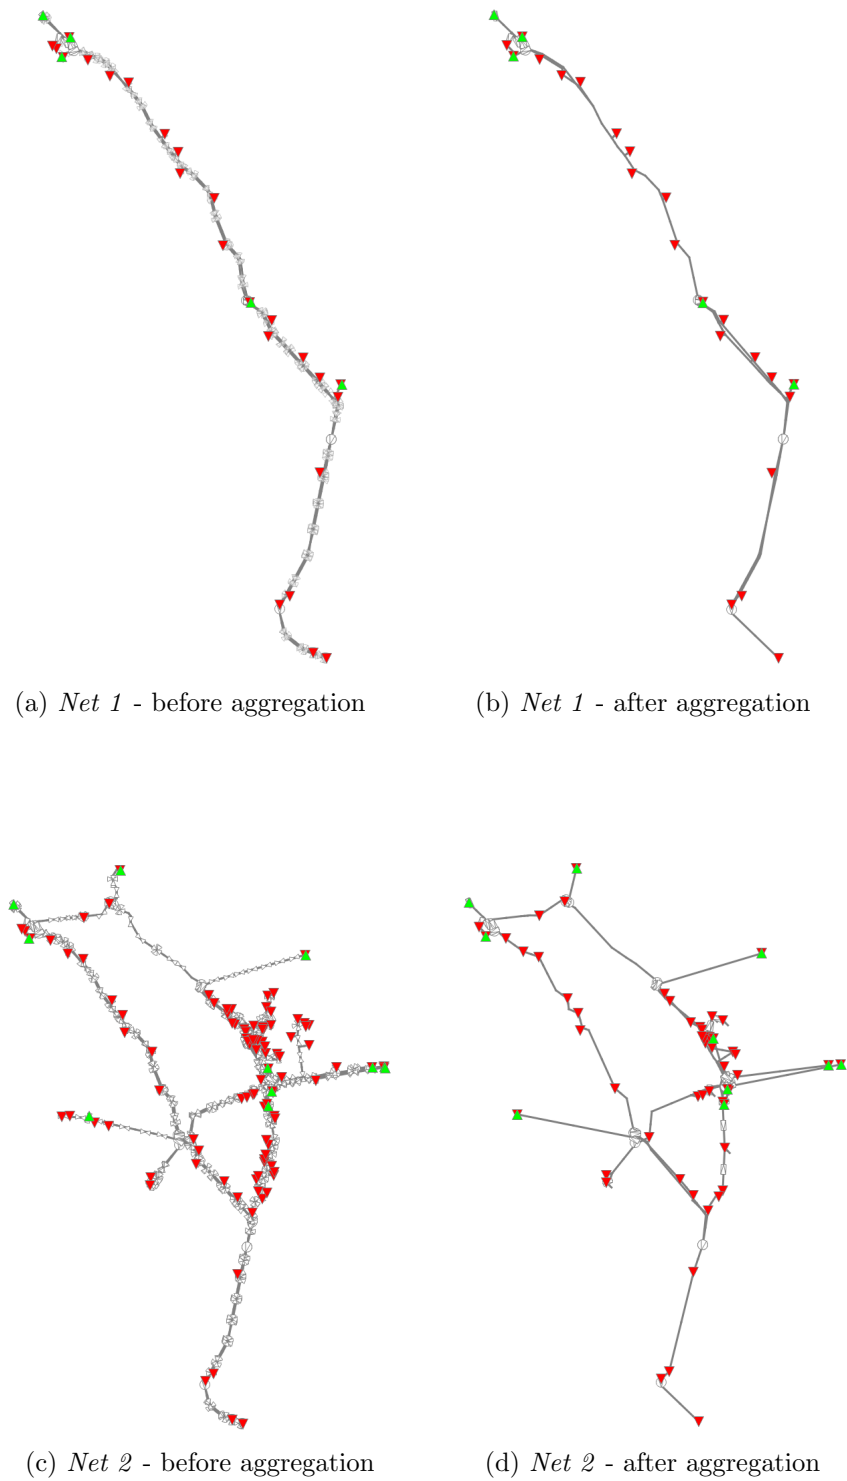 (a) Net 1 - before aggregation
(b) Net 1 - after aggregation
(c) Net 2 - before aggregation
(d) Net 2 - after aggregation